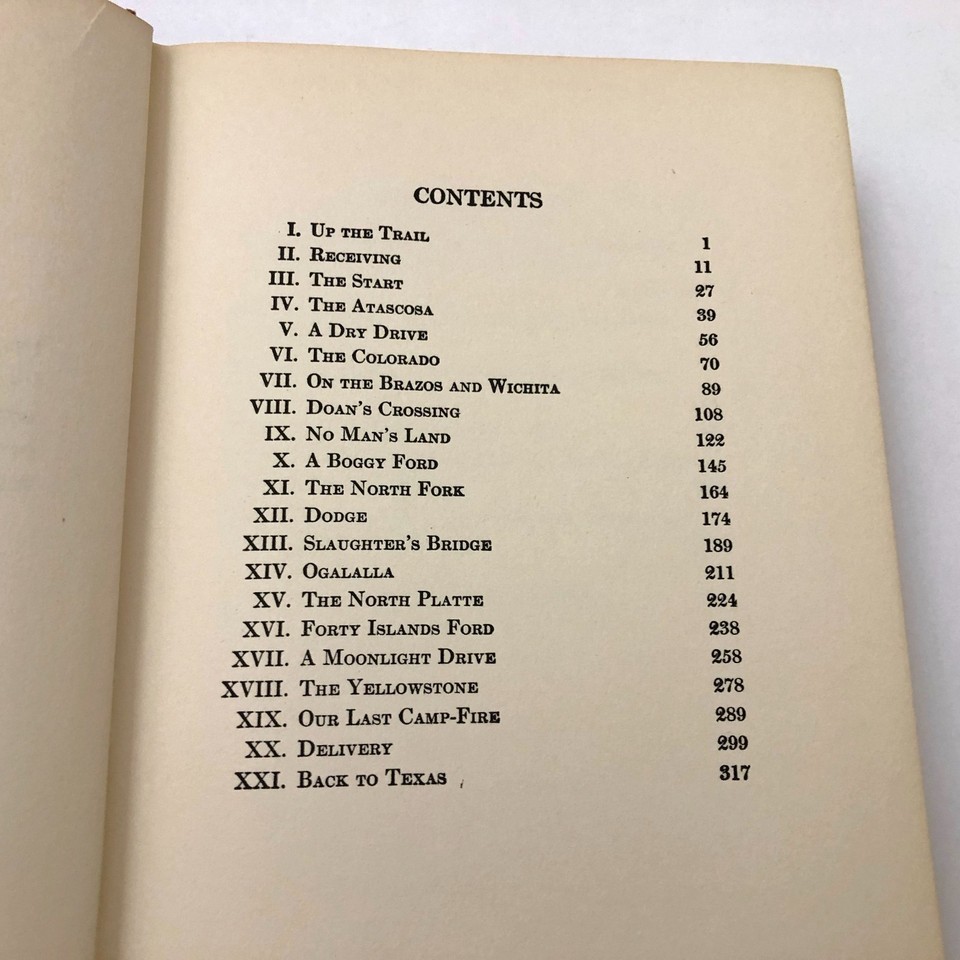 CONTENTS
I. Up the Trail 1
II. Receiving 11
III. The Start 27
IV. The Atascosa 39
V. A Dry Drive 56
VI. The Colorado 70
VII. On the Brazos and Wichita 89
VIII. Doan's Crossing 108
IX. No Man's Land 122
X. A Boggy Ford 145
XI. The North Fork 164
XII. Dodge 174
XIII. Slaughter's Bridge 189
XIV. Ogalalla 211
XV. The North Platte 224
XVI. Forty Islands Ford 238
XVII. A Moonlight Drive 258
XVIII. The Yellowstone 278
XIX. Our Last Camp-Fire 289
XX. Delivery 299
XXI. Back to Texas 317